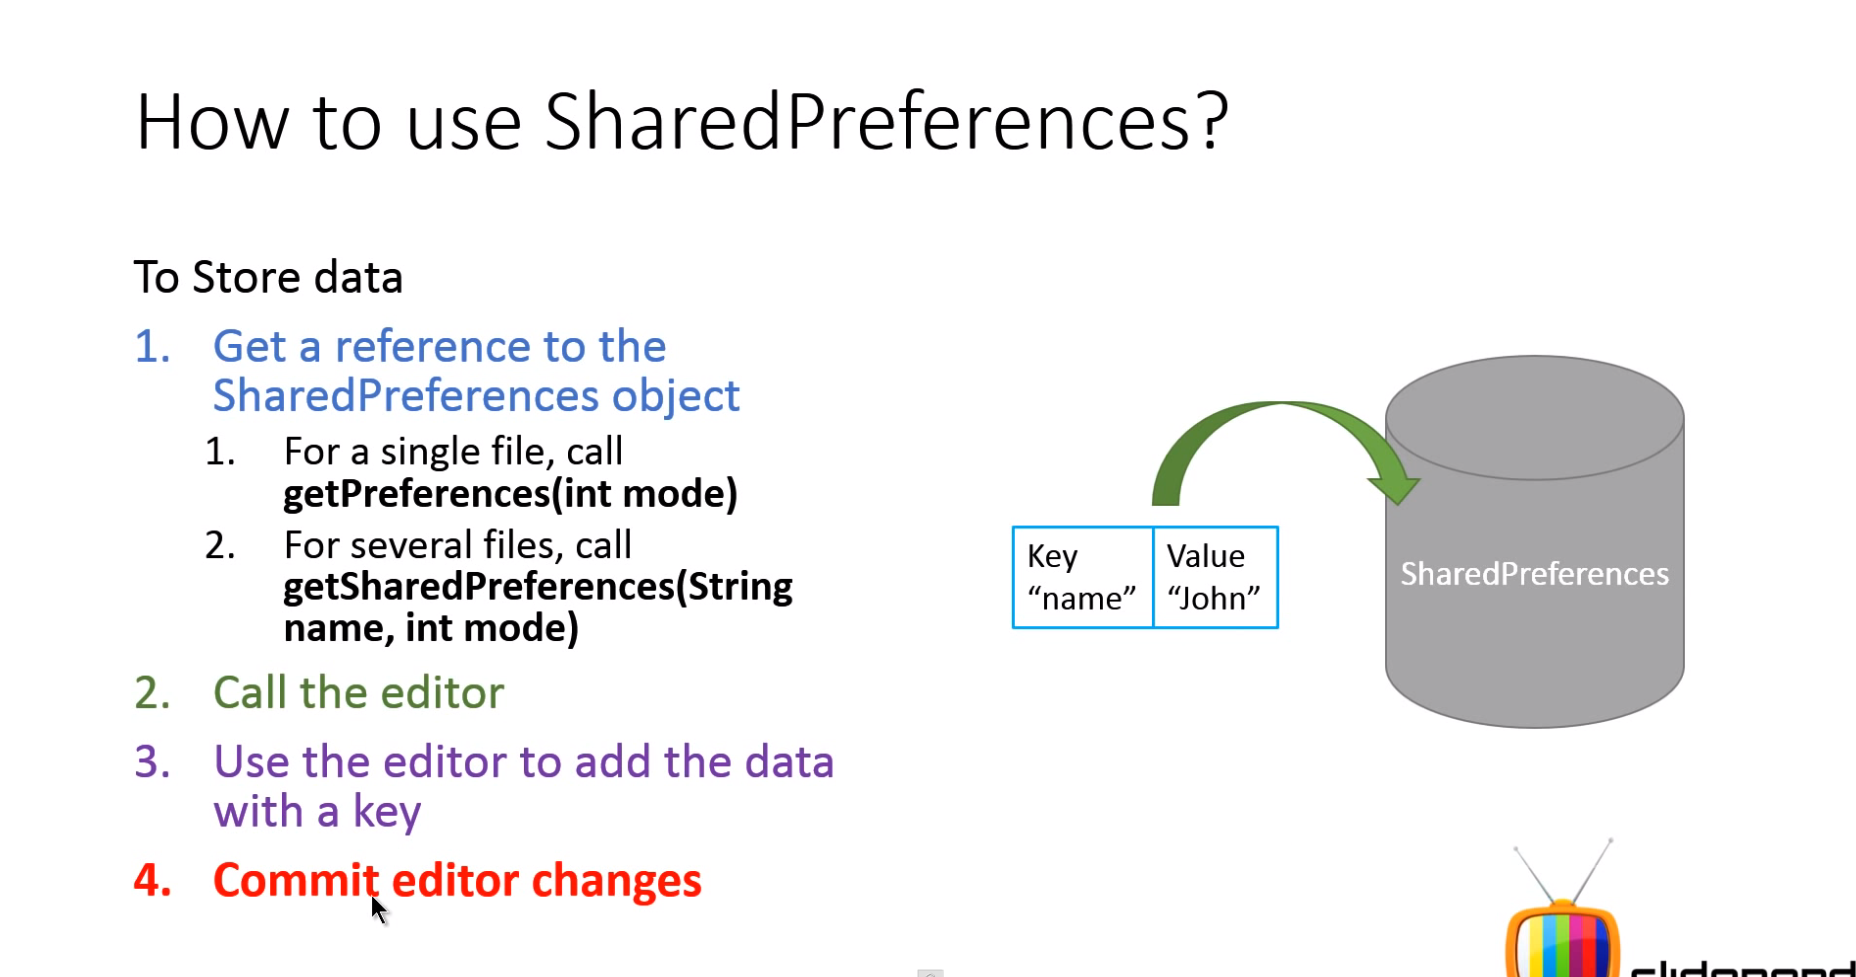 How to use SharedPreferences?
To Store data
1. Get a reference to the
SharedPreferences object
1. For a single file, call
getPreferences(int mode)
2. For several files, call
getSharedPreferences(String
name, int mode)
2. Call the editor
3. Use the editor to add the data
with a key
4. Commit editor changes
Key
“name”
Value
“John”
SharedPreferences